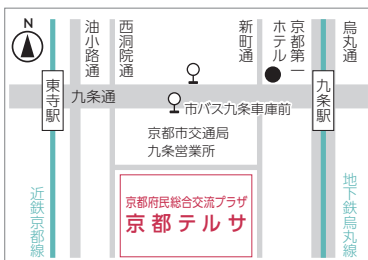 N
油小路通
西洞院通
新町通
京都第一
ホテル
烏丸通
東寺駅
九条通
市バス九条車庫前
九条駅
京都市交通局
九条営業所
近鉄京都線
京都府民総合交流プラザ
京都テルサ
地下鉄烏丸線